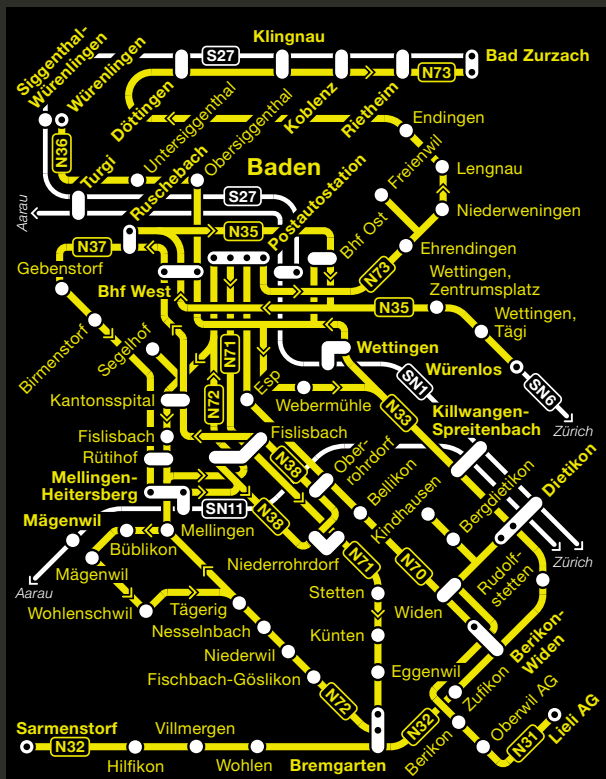 Klingnau
S27
Bad Zurzach
N73
Siggenthal-
Würenlingen
Würenlingen
Döttingen
Untersiggenthal
Obersiggenthal
Koblenz
Rietheim
Endingen
N36
Freienwil
Lengnau
Baden
Turgi
Ruschebach
S27
Postautostation
Bhf Ost
Niederweningen
Aarau
N35
Ehrendingen
N37
N73
Gebenstorf
Bhf West
Wettingen,
Zentrumsplatz
N35
Wettingen,
Tägi
Birmenstorf
Segelhof
N71
Wettingen
Würenlos
Esp
SN1
SN6
Kantonsspital
N72
Webermühle
N33
Killwangen-
Spreitenbach
Zürich
Fislisbach
Fislisbach
Rütihof
N38
Ober-
rohrdorf
Bellikon
Kindhausen
Bergdietikon
Dietikon
Mellingen-
Heitersberg
SN11
N38
Mägenwil
Mellingen
Büblikon
Niederrohrdorf
N71
N70
Rudolf-
stetten
Zürich
Mägenwil
Aarau
Stetten
Widen
Wohlenschwil
Tägerig
Nesselnbach
Künten
Berikon-
Widen
Niederwil
Eggenwil
Zufikon
Fischbach-Göslikon
N72
Oberwil AG
Lieli AG
Sarmenstorf
Villmergen
N32
Berikon
N31
N32
Hilfikon
Wohlen
Bremgarten